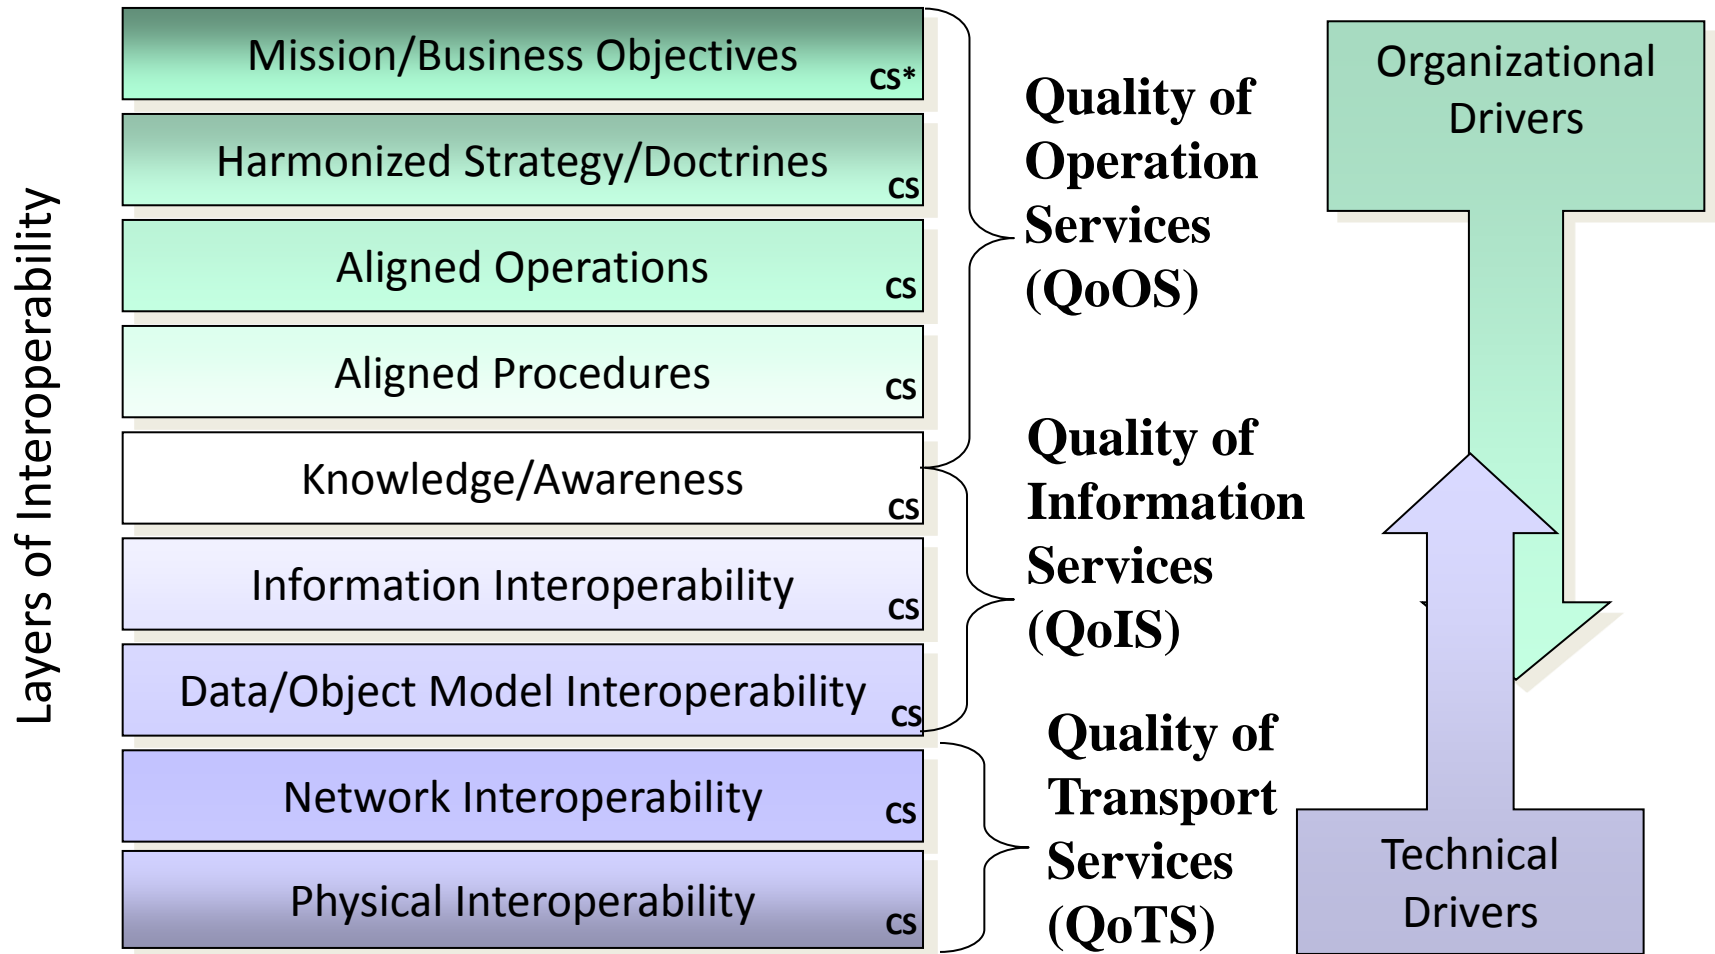 Layers of Interoperability
Mission/Business Objectives
CS*
Harmonized Strategy/Doctrines
CS
Aligned Operations
CS
Aligned Procedures
CS
Knowledge/Awareness
CS
Information Interoperability
CS
Data/Object Model Interoperability
CS
Network Interoperability
CS
Physical Interoperability
CS
Quality of
Operation
Services
(QoOS)
Quality of
Information
Services
(QoIS)
Quality of
Transport
Services
(QoTS)
Organizational
Drivers
Technical
Drivers